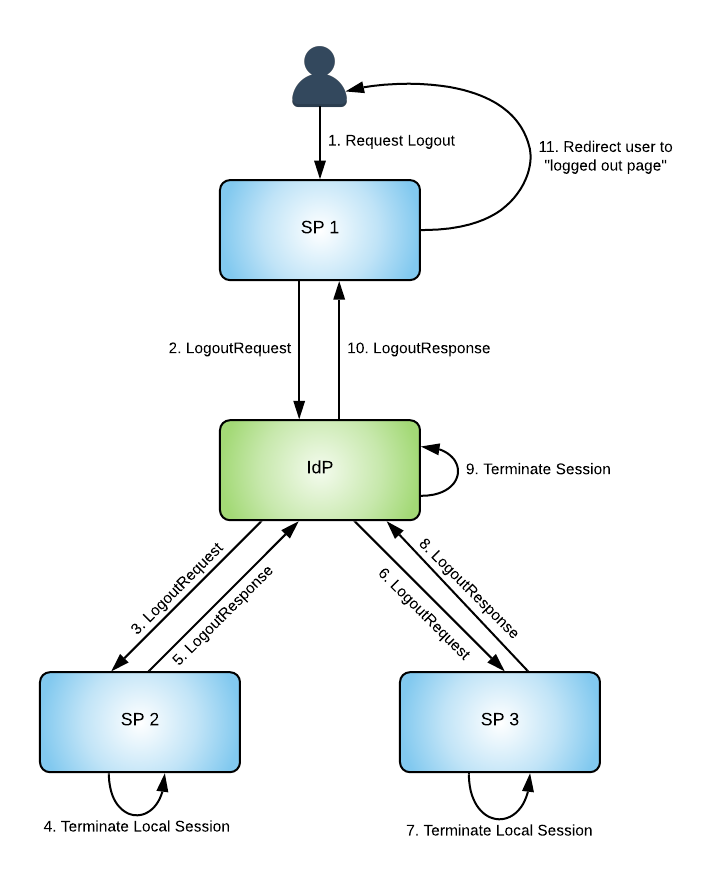 1. Request Logout
11. Redirect user to
"logged out page"
SP 1
2. LogoutRequest
10. LogoutResponse
IdP
9. Terminate Session
3. LogoutRequest
5. LogoutResponse
6. LogoutRequest
8. LogoutResponse
SP 2
SP 3
4. Terminate Local Session
7. Terminate Local Session